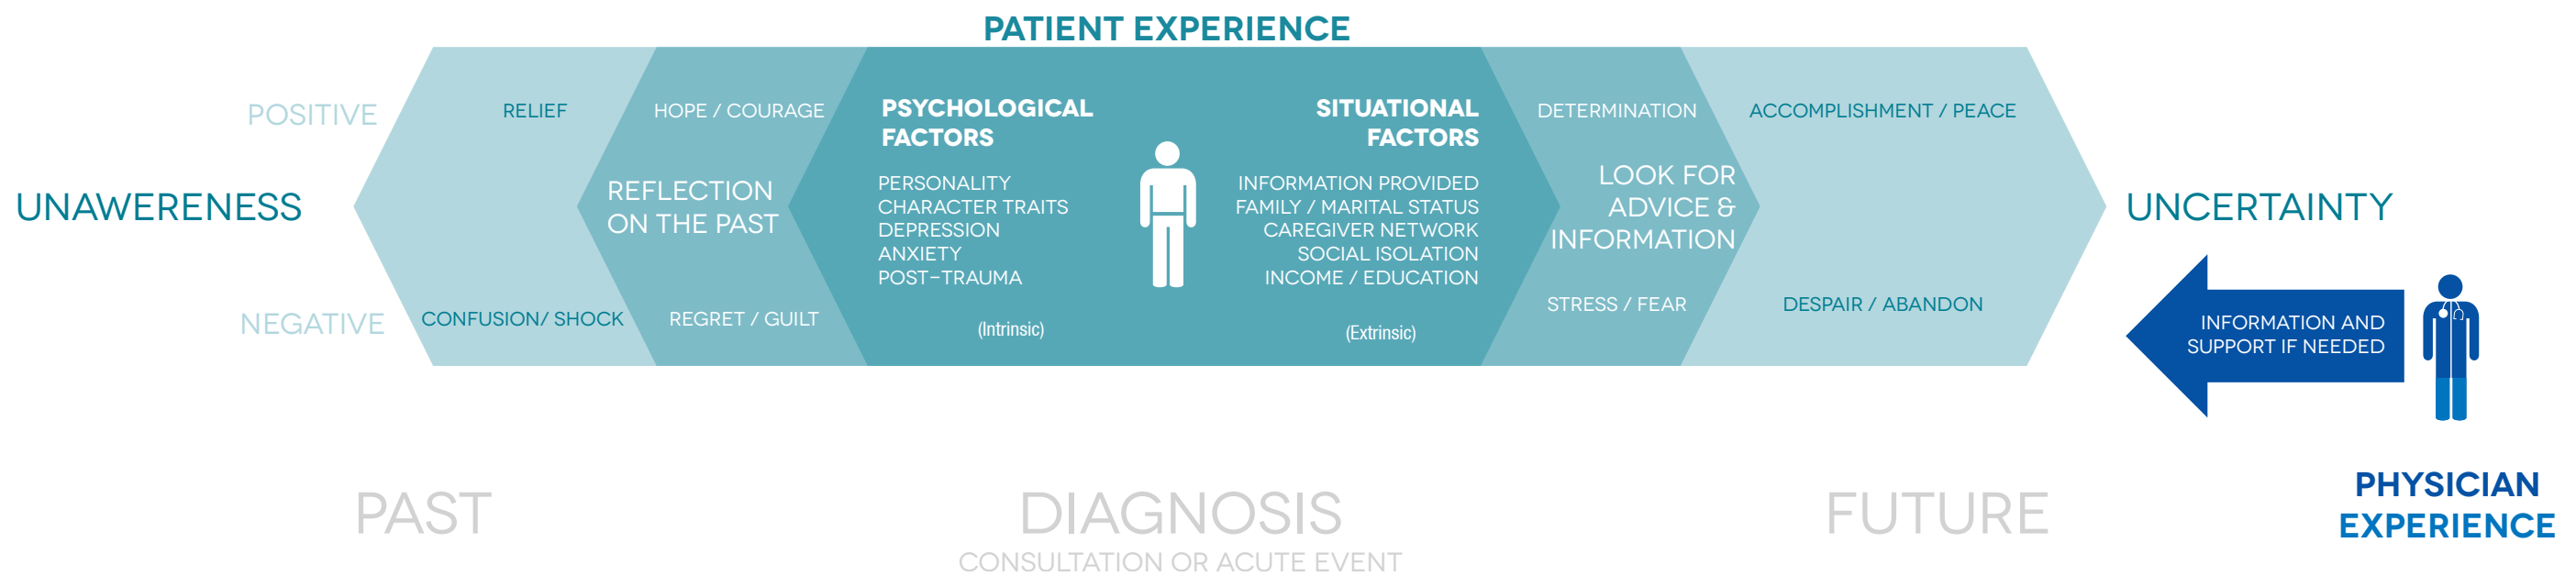 PATIENT EXPERIENCE
POSITIVE
UNAWERENESS
NEGATIVE
RELIEF
CONFUSION/ SHOCK
HOPE / COURAGE
REFLECTION
ON THE PAST
REGRET / GUILT
PSYCHOLOGICAL
FACTORS
PERSONALITY
CHARACTER TRAITS
DEPRESSION
ANXIETY
POST-TRAUMA
(Intrinsic)
SITUATIONAL
FACTORS
INFORMATION PROVIDED
FAMILY / MARITAL STATUS
CAREGIVER NETWORK
SOCIAL ISOLATION
INCOME / EDUCATION
(Extrinsic)
DETERMINATION
LOOK FOR
ADVICE &
INFORMATION
STRESS / FEAR
ACCOMPLISHMENT / PEACE
DESPAIR / ABANDON
UNCERTAINTY
INFORMATION AND
SUPPORT IF NEEDED
PHYSICIAN
EXPERIENCE
PAST
DIAGNOSIS
CONSULTATION OR ACUTE EVENT
FUTURE